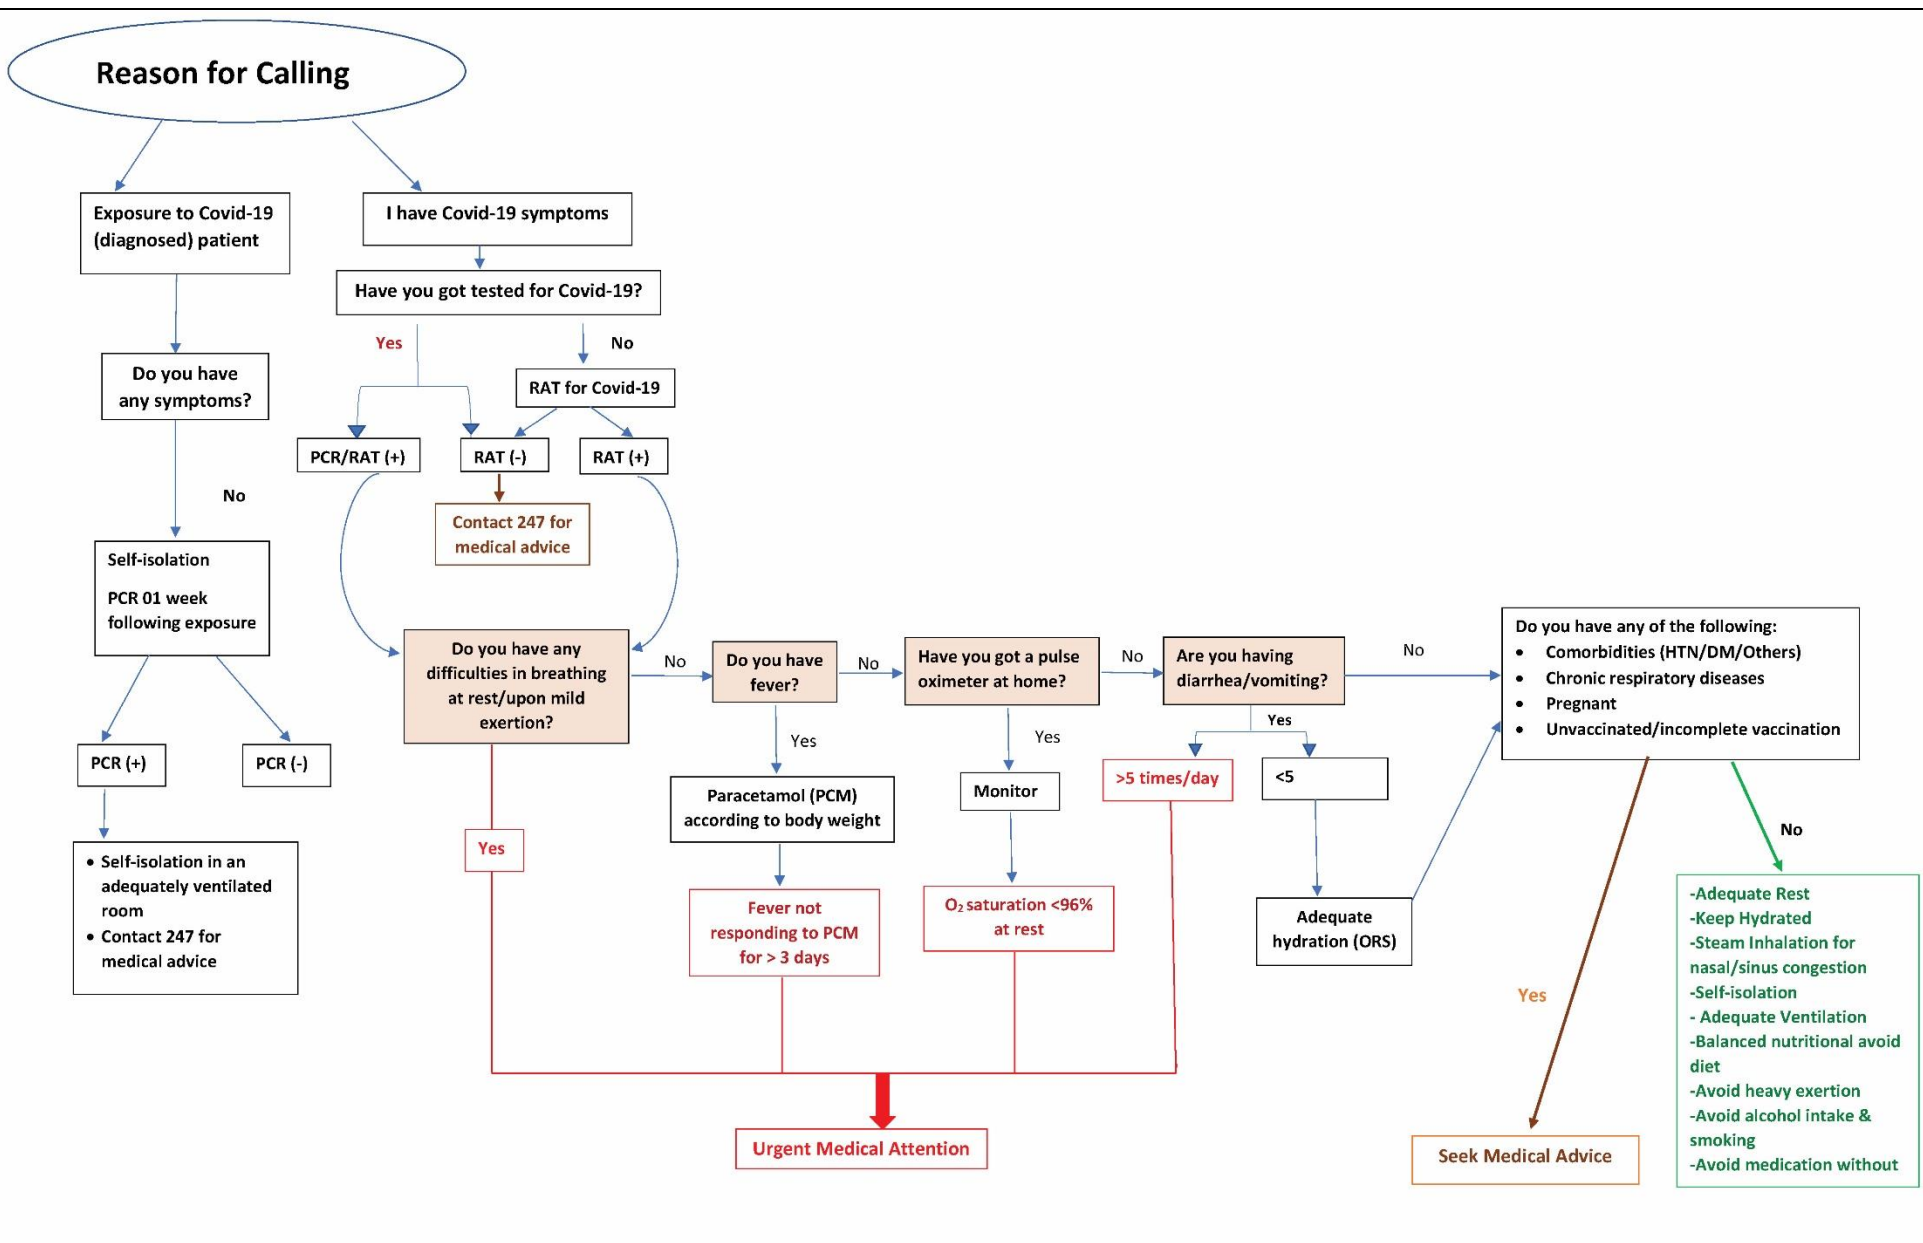 Reason for Calling
Exposure to Covid-19
(diagnosed) patient
I have Covid-19 symptoms
Have you got tested for Covid-19?
Yes
No
Do you have
any symptoms?
RAT for Covid-19
PCR/RAT (+)
RAT (-)
RAT (+)
No
Contact 247 for
medical advice
Self-isolation
PCR 01 week
following exposure
PCR (+)
PCR (-)
• Self-isolation in an
adequately ventilated
room
• Contact 247 for
medical advice
Do you have any
difficulties in breathing
at rest/upon mild
exertion?
No
Yes
Do you have
fever?
No
Yes
Paracetamol (PCM)
according to body weight
Fever not
responding to PCM
for > 3 days
Have you got a pulse
oximeter at home?
No
Yes
Monitor
O₂ saturation <96%
at rest
Are you having
diarrhea/vomiting?
No
Yes
>5 times/day
<5
Adequate
hydration (ORS)
Urgent Medical Attention
Do you have any of the following:
• Comorbidities (HTN/DM/Others)
• Chronic respiratory diseases
• Pregnant
• Unvaccinated/incomplete vaccination
Yes
No
Seek Medical Advice
-Adequate Rest
-Keep Hydrated
-Steam Inhalation for
nasal/sinus congestion
-Self-isolation
- Adequate Ventilation
-Balanced nutritional avoid
diet
-Avoid heavy exertion
-Avoid alcohol intake &
smoking
-Avoid medication without